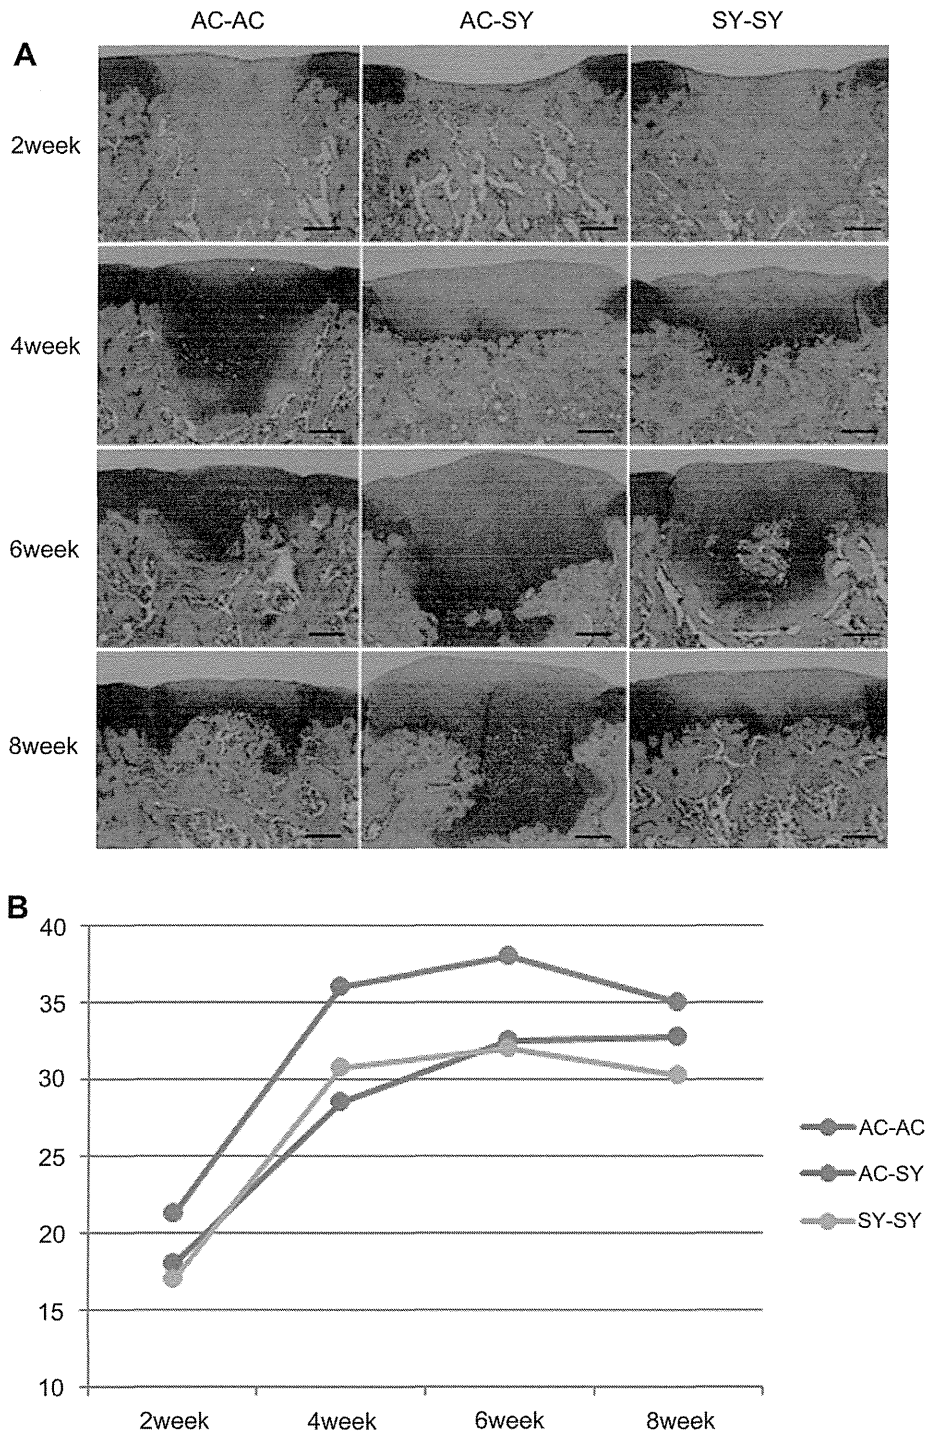 AC-AC AC-SY SY-SY
A
2week
4week
6week
8week
B
40
35
30
25
20
15
10
2week 4week 6week 8week
AC-AC
AC-SY
SY-SY